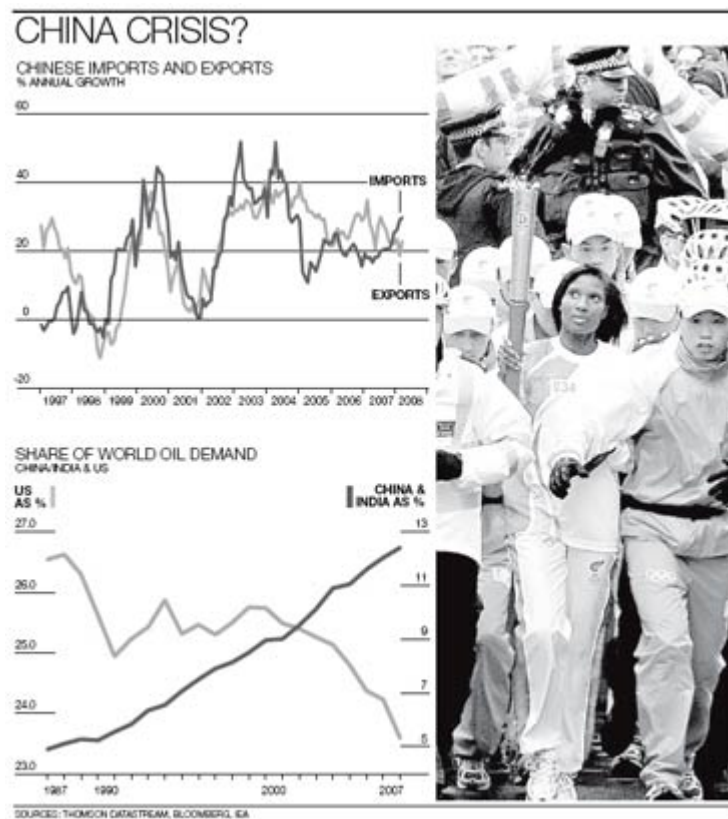 CHINA CRISIS?
CHINESE IMPORTS AND EXPORTS
% ANNUAL GROWTH
60
40
IMPORTS
20
EXPORTS
0
-20
1997 1998 1999 2000 2001 2002 2003 2004 2005 2006 2007 2008
SHARE OF WORLD OIL DEMAND
CHINA/INDIA & US
US
AS %
CHINA &
INDIA AS %
27.0
13
26.0
11
25.0
9
24.0
7
23.0
5
1987 1990 2000 2007
SOURCES: THOMSON DATASTREAM, BLOOMBERG, IEA